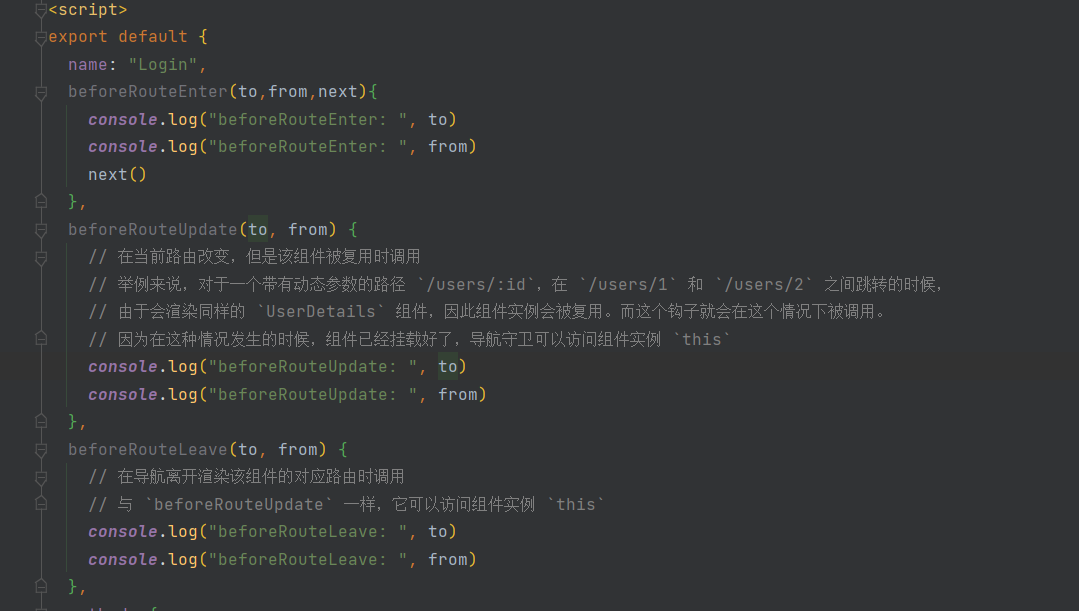 <script>
export default {
  name: "Login",
  beforeRouteEnter(to,from,next){
    console.log("beforeRouteEnter: ", to)
    console.log("beforeRouteEnter: ", from)
    next()
  },
  beforeRouteUpdate(to, from) {
    // 在当前路由改变，但是该组件被复用时调用
    // 举例来说，对于一个带有动态参数的路径 `/users/:id`，在 `/users/1` 和 `/users/2` 之间跳转的时候，
    // 由于会渲染同样的 `UserDetails` 组件，因此组件实例会被复用。而这个钩子就会在这个情况下被调用。
    // 因为在这种情况发生的时候，组件已经挂载好了，导航守卫可以访问组件实例 `this`
    console.log("beforeRouteUpdate: ", to)
    console.log("beforeRouteUpdate: ", from)
  },
  beforeRouteLeave(to, from) {
    // 在导航离开渲染该组件的对应路由时调用
    // 与 `beforeRouteUpdate` 一样，它可以访问组件实例 `this`
    console.log("beforeRouteLeave: ", to)
    console.log("beforeRouteLeave: ", from)
  },